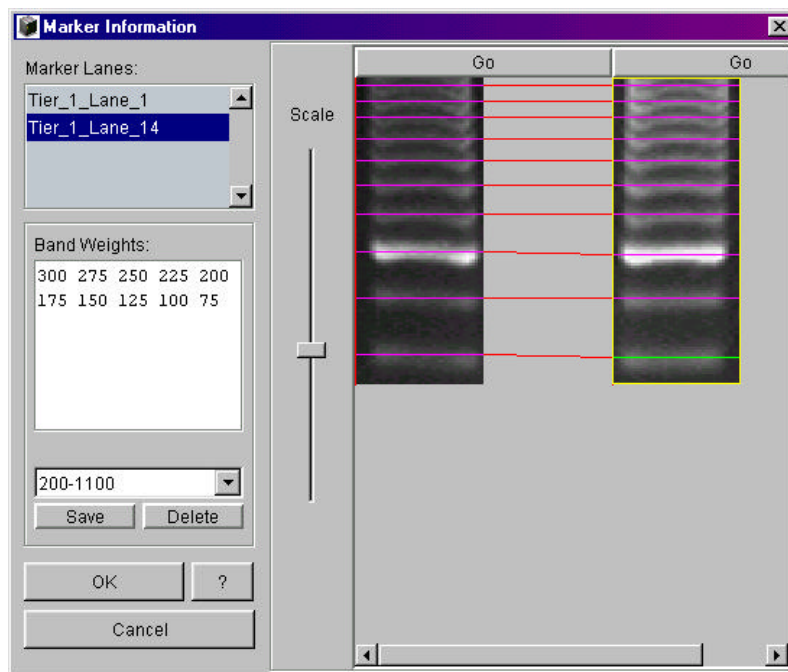 Marker Information
Marker Lanes:
Tier_1_Lane_1
Tier_1_Lane_14
Band Weights:
300 275 250 225 200
175 150 125 100 75
200-1100
Save Delete
OK ?
Cancel
Scale
Go Go